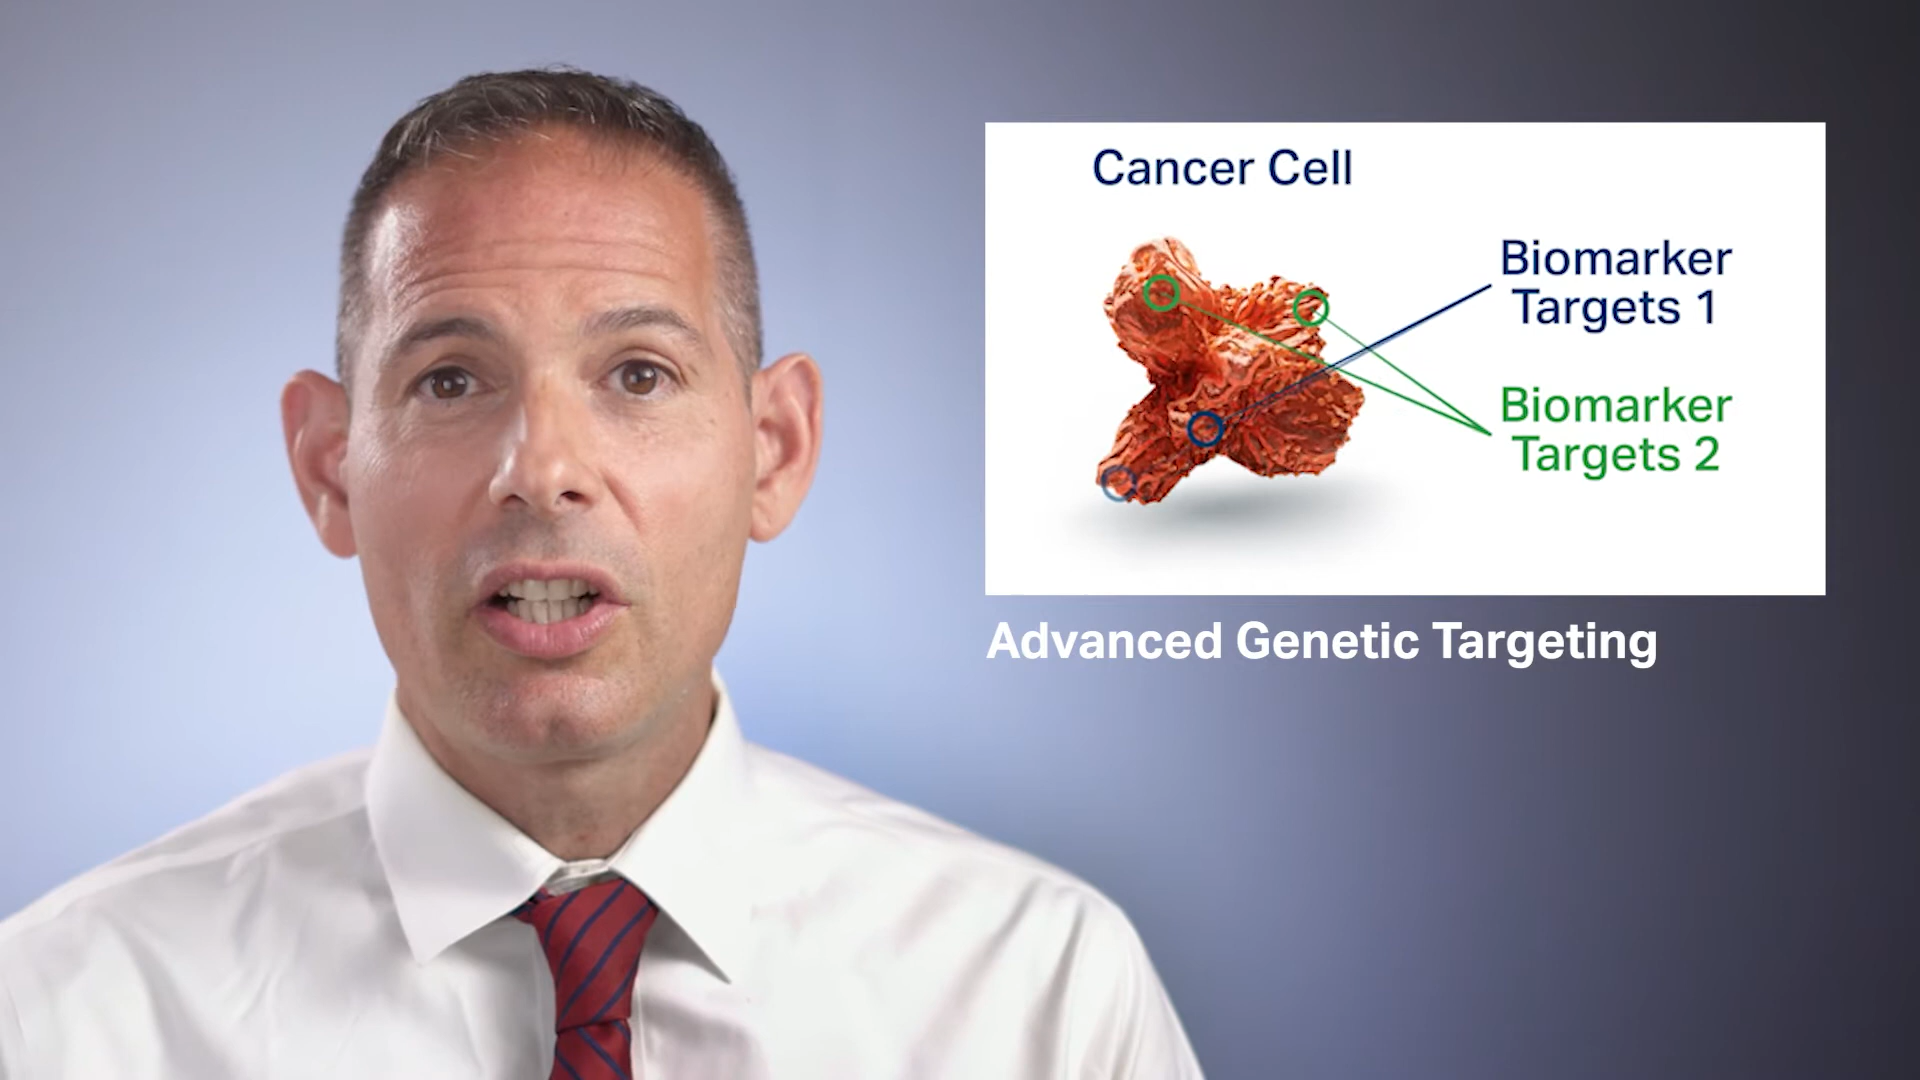 Cancer Cell
Biomarker
Targets 1
Biomarker
Targets 2
Advanced Genetic Targeting